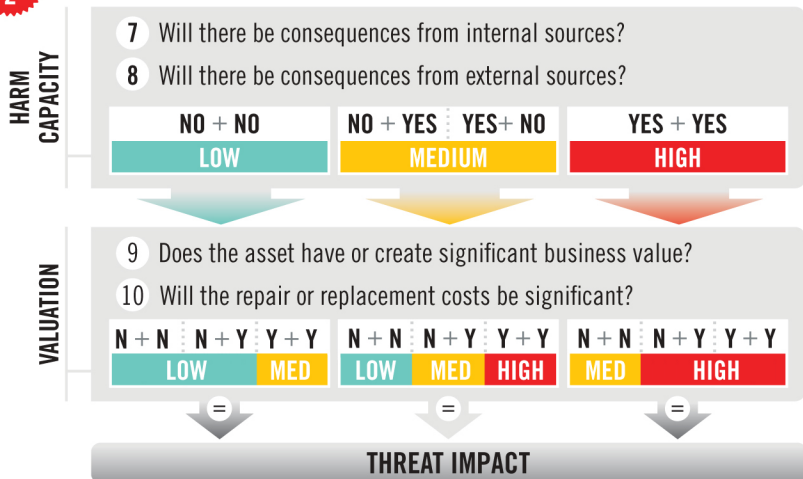 2
HARM
CAPACITY
7 Will there be consequences from internal sources?
8 Will there be consequences from external sources?
NO + NO
NO + YES YES+ NO
YES + YES
LOW
MEDIUM
HIGH
VALUATION
9 Does the asset have or create significant business value?
10 Will the repair or replacement costs be significant?
N + N N + Y Y + Y
N + N N + Y Y + Y
N + N N + Y Y + Y
LOW MED
LOW MED HIGH
MED HIGH
= = =
THREAT IMPACT